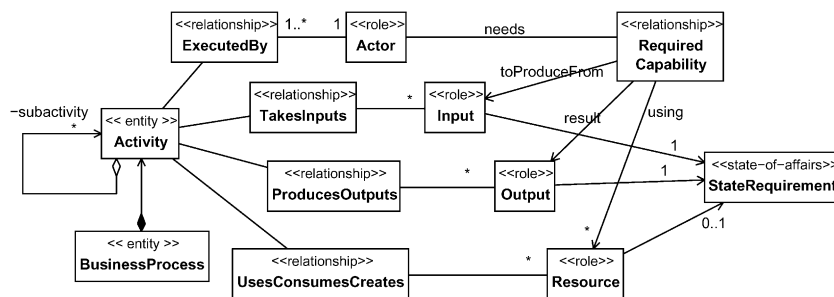 <<relationship>>
ExecutedBy
1..*
1
<<role>>
Actor
needs
<<relationship>>
Required
Capability
toProduceFrom
−subactivity
*
<< entity >>
Activity
<<relationship>>
TakesInputs
*
<<role>>
Input
result
using
1
<<relationship>>
ProducesOutputs
*
<<role>>
Output
1
<<state−of−affairs>>
StateRequirement
<< entity >>
BusinessProcess
*
0..1
<<relationship>>
UsesConsumesCreates
*
<<role>>
Resource